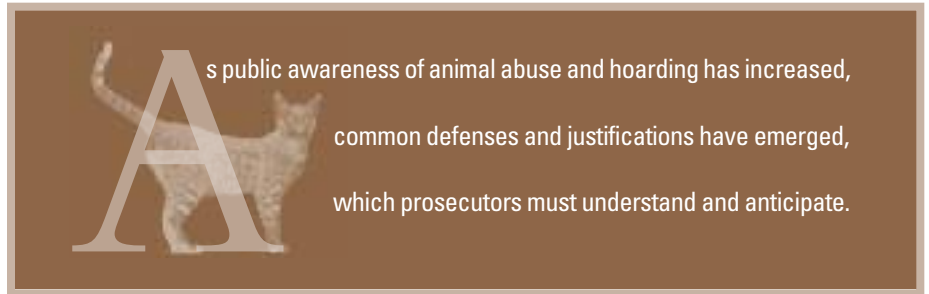 As public awareness of animal abuse and hoarding has increased,
common defenses and justifications have emerged,
which prosecutors must understand and anticipate.